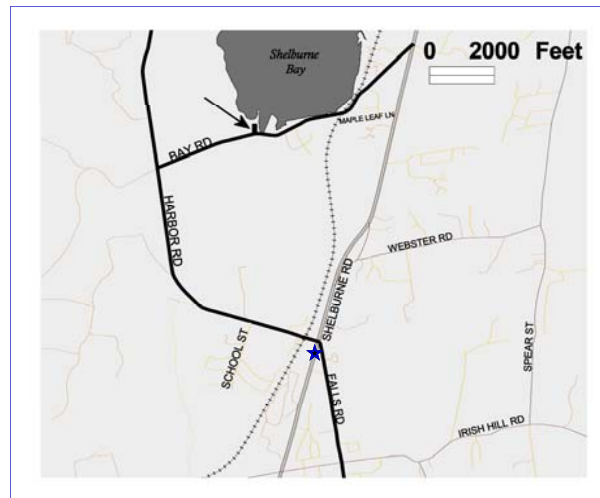 Shelburne
Bay
0 2000 Feet
MAPLE LEAF LN
BAY RD
HARBOR RD
WEBSTER RD
SHELBURNE RD
SCHOOL ST
SPEAR ST
FALLS RD
IRISH HILL RD